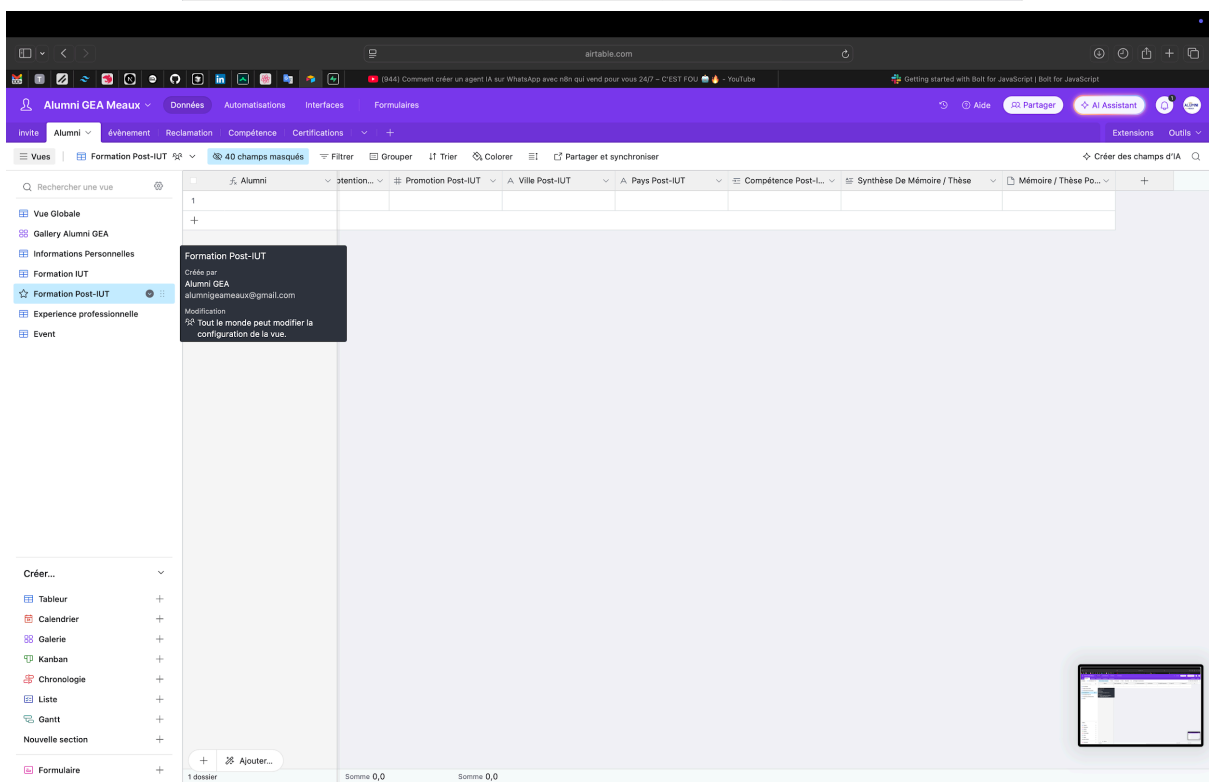 airtable.com
(944) Comment créer un agent IA sur WhatsApp avec n8n qui vend pour vous 24/7 – C'EST FOU 🤖🔥 - YouTube
Getting started with Bolt for JavaScript | Bolt for JavaScript
Alumni GEA Meaux
Données
Automatisations
Interfaces
Formulaires
Aide
Partager
AI Assistant
1
invite
Alumni
évènement
Reclamation
Compétence
Certifications
Extensions
Outils
Vues
Formation Post-IUT
40 champs masqués
Filtrer
Grouper
Trier
Colorer
Partager et synchroniser
Créer des champs d'IA
Rechercher une vue
Alumni
otention...
Promotion Post-IUT
Ville Post-IUT
Pays Post-IUT
Compétence Post-I...
Synthèse De Mémoire / Thèse
Mémoire / Thèse Po...
1
Vue Globale
Gallery Alumni GEA
Informations Personnelles
Formation IUT
Formation Post-IUT
Experience professionnelle
Event
Formation Post-IUT
Créée par
Alumni GEA
alumnigeameaux@gmail.com
Modification
Tout le monde peut modifier la
configuration de la vue.
Créer...
Tableur
Calendrier
Galerie
Kanban
Chronologie
Liste
Gantt
Nouvelle section
Formulaire
Ajouter...
1 dossier
Somme 0,0
Somme 0,0